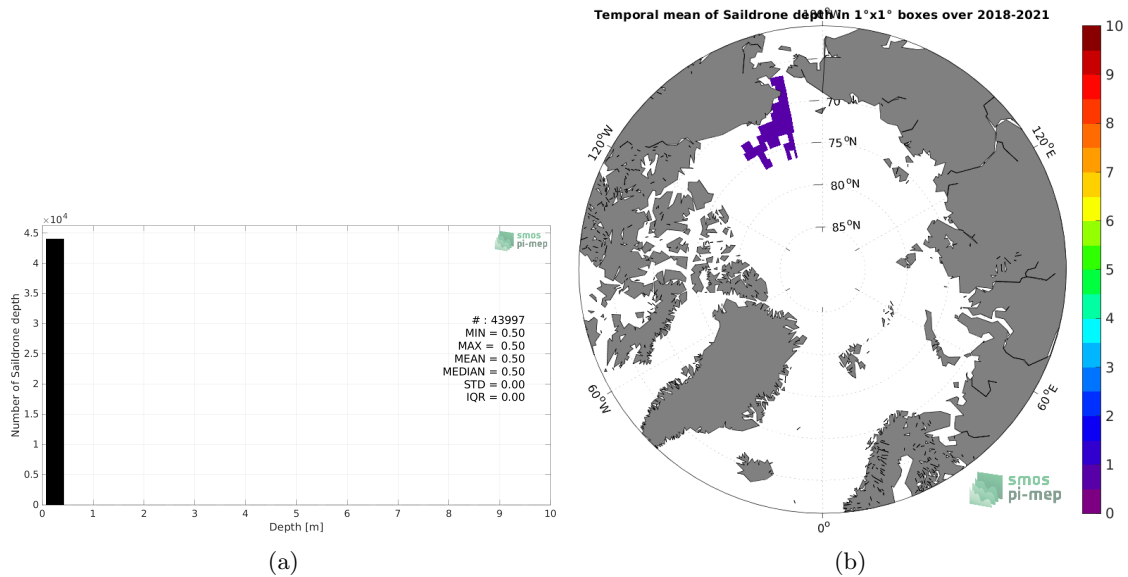 ×10⁴
4.5
4
3.5
3
2.5
2
1.5
1
0.5
0
Number of Saildrone depth
smos
pi-mep
# : 43997
MIN = 0.50
MAX = 0.50
MEAN = 0.50
MEDIAN = 0.50
STD = 0.00
IQR = 0.00
0 1 2 3 4 5 6 7 8 9 10
Depth [m]
(a)
Temporal mean of Saildrone depth in 1°x1° boxes over 2018-2021
180°W
120°W
120°E
70°N
75°N
80°N
85°N
60°W
60°E
0°
smos
pi-mep
10
9
8
7
6
5
4
3
2
1
0
(b)